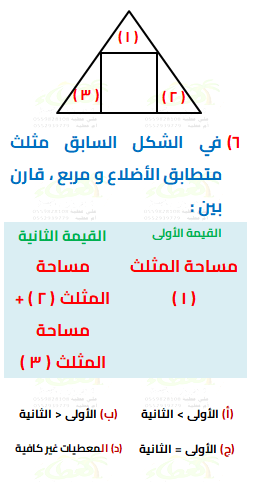 ( ١ )
( ٣ )
( ٢ )
٦) في الشكل السابق مثلث
متطابق الأضلاع و مربع ، قارن
بين :
القيمة الأولى
القيمة الثانية
مساحة المثلث
( ١ )
مساحة
المثلث ( ٢ ) +
مساحة
المثلث ( ٣ )
(أ) الأولى > الثانية
(ب) الأولى < الثانية
(ج) الأولى = الثانية
(د) المعطيات غير كافية